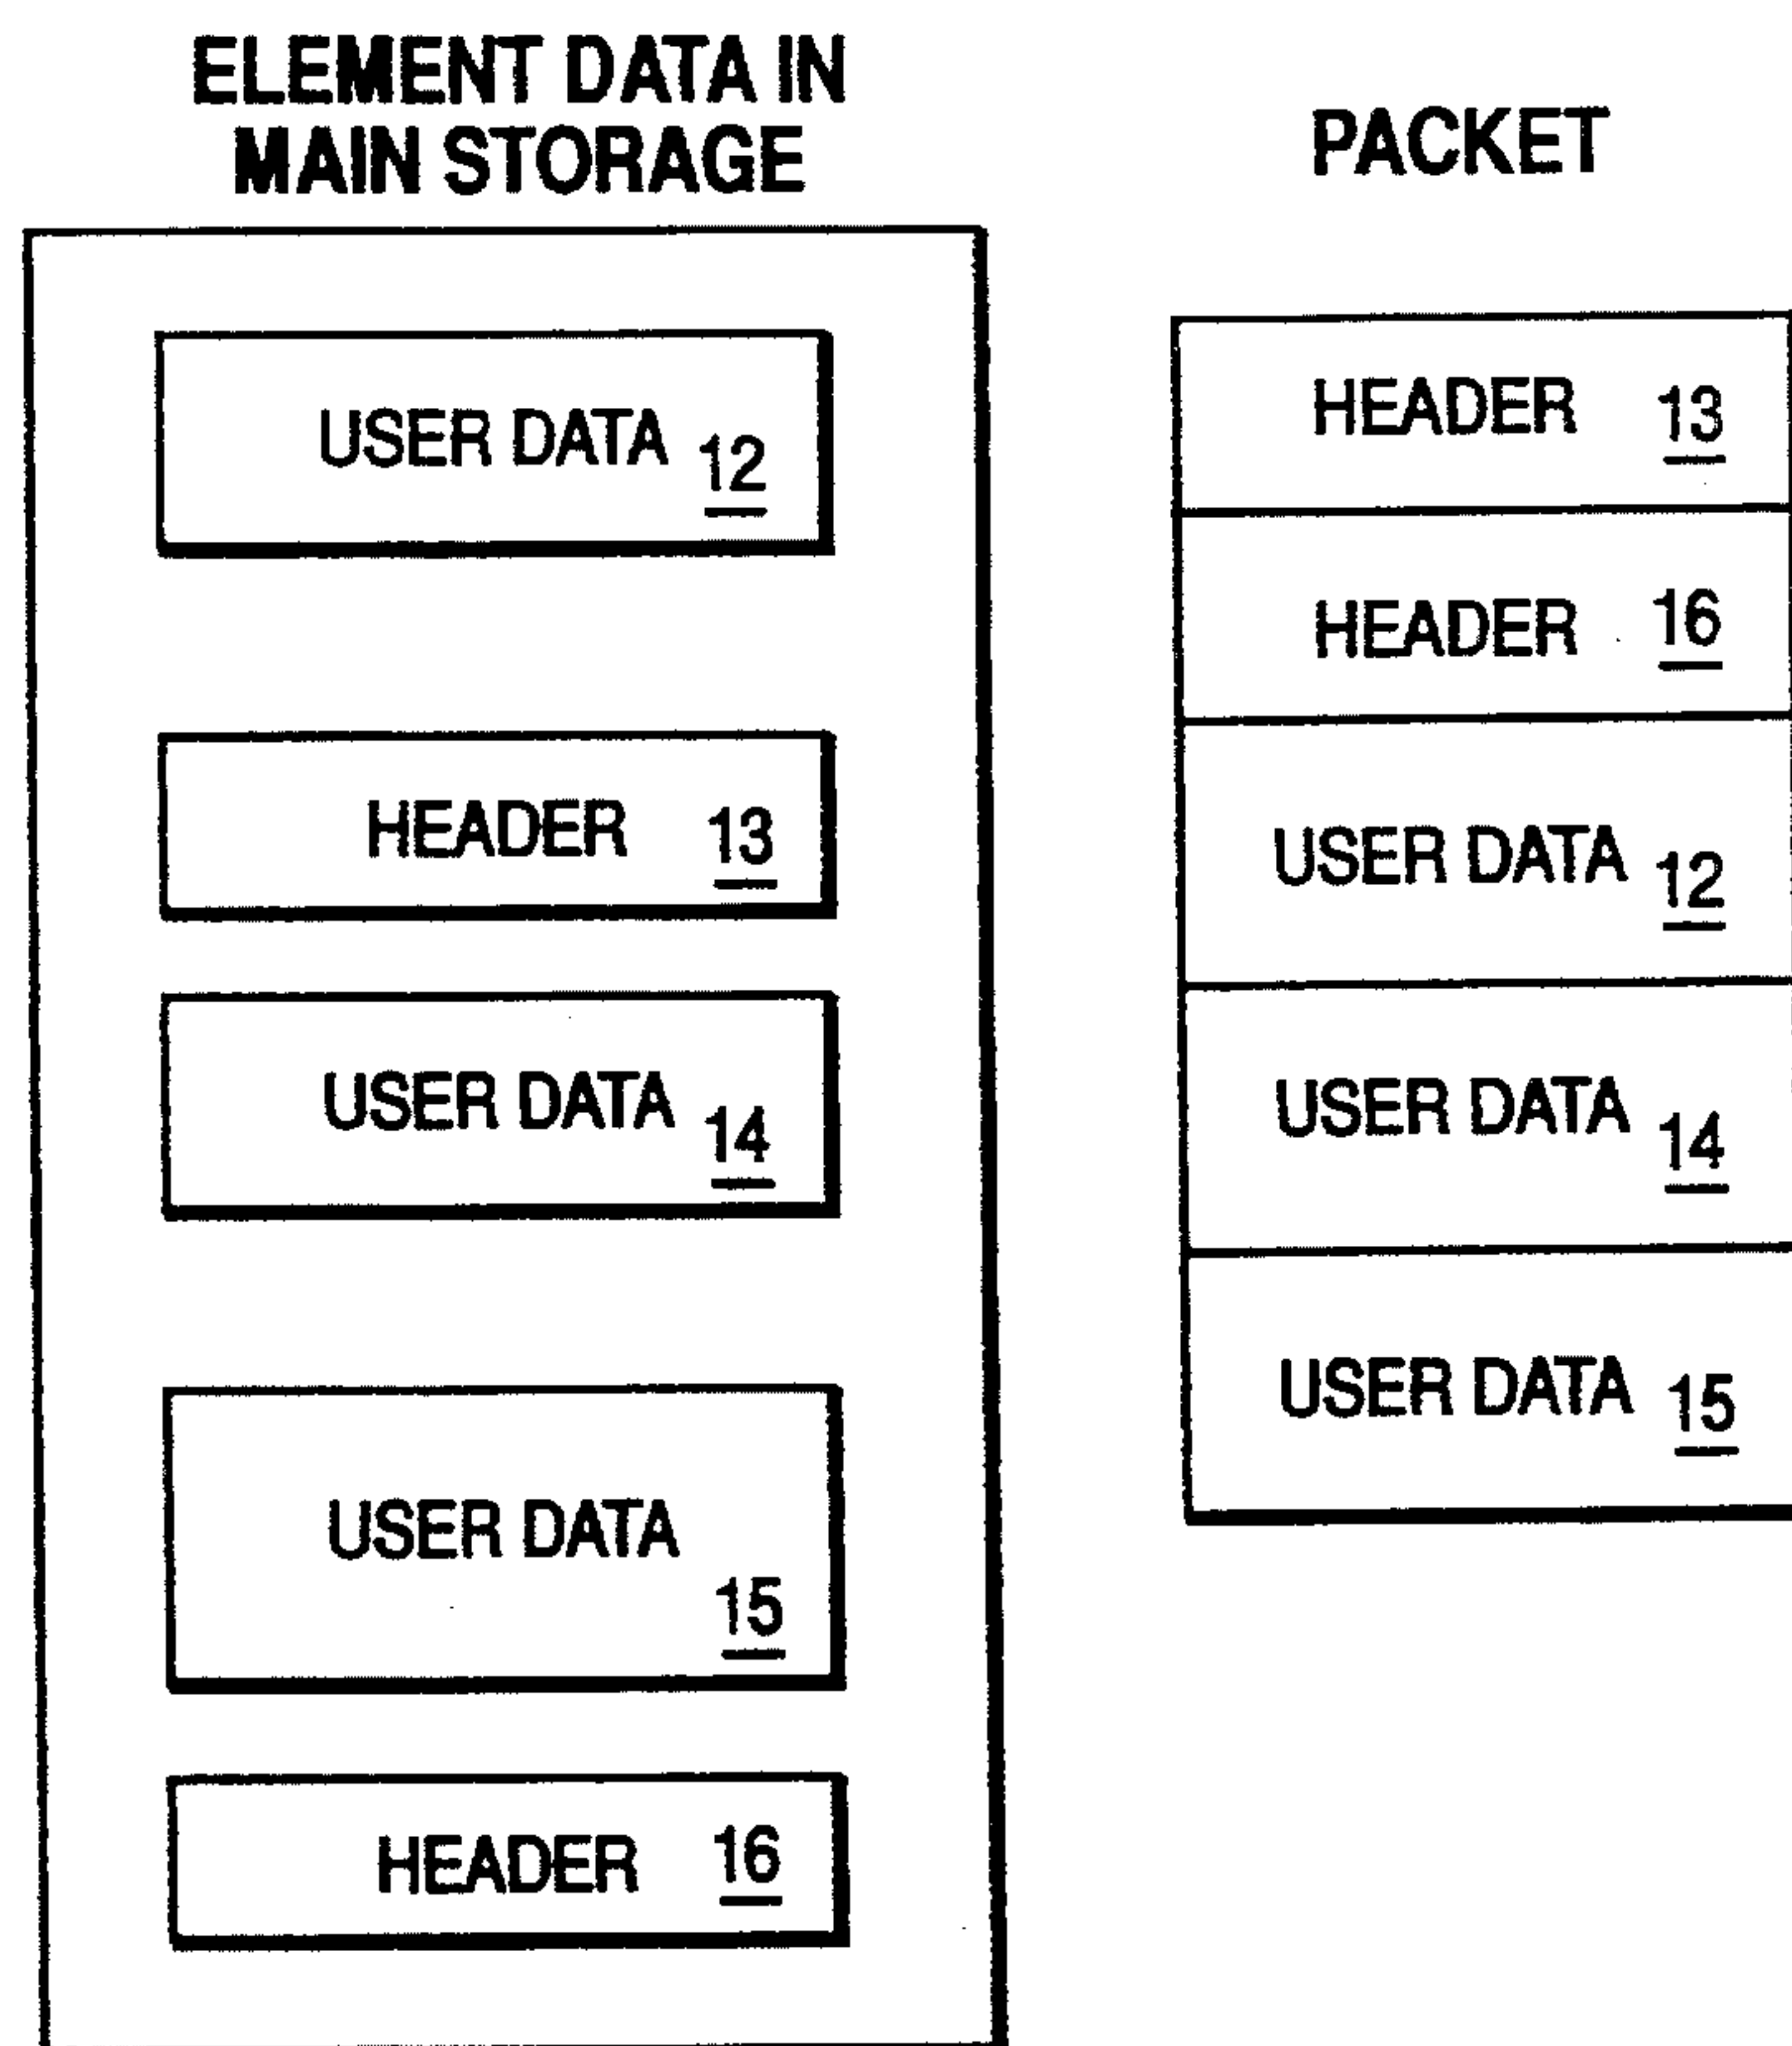 ELEMENT DATA IN
MAIN STORAGE
USER DATA 12
HEADER 13
USER DATA 14
USER DATA 15
HEADER 16
PACKET
HEADER 13
HEADER 16
USER DATA 12
USER DATA 14
USER DATA 15